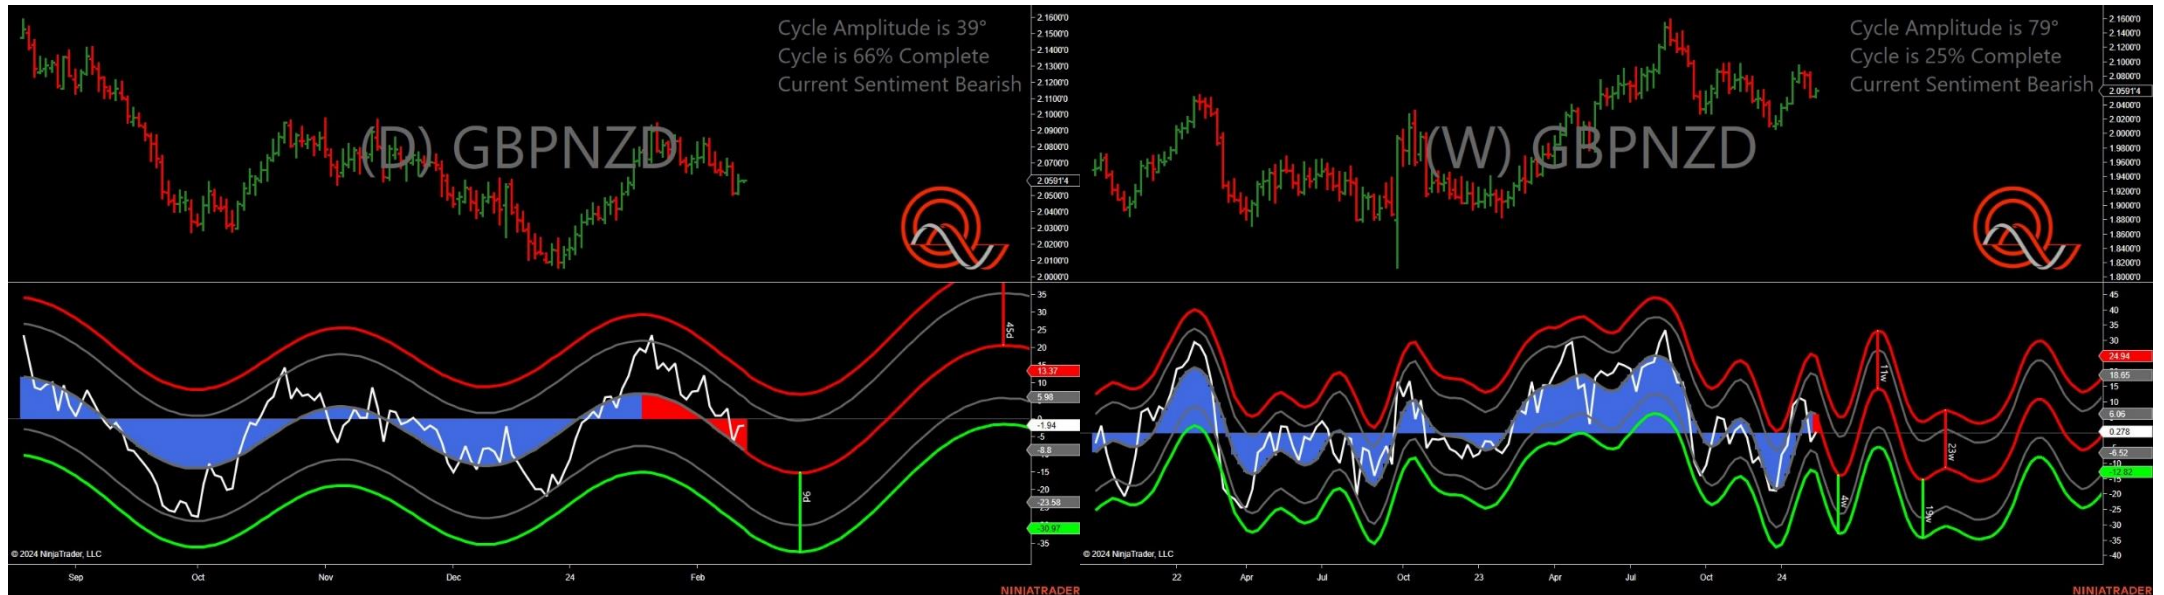 Cycle Amplitude is 39°
Cycle is 66% Complete
Current Sentiment Bearish
(D) GBPNZD
2.1600'0
2.1500'0
2.1400'0
2.1300'0
2.1200'0
2.1100'0
2.0900'0
2.0800'0
2.0700'0
2.0591'4
2.0500'0
2.0400'0
2.0300'0
2.0200'0
2.0100'0
2.0000'0
35
30
25
20
15
13.37
10
5.98
0
-1.94
-5
-8.8
-15
-20
-23.58
-30.97
-35
45d
9d
© 2024 NinjaTrader, LLC
Sep
Oct
Nov
Dec
24
Feb
NINJATRADER
Cycle Amplitude is 79°
Cycle is 25% Complete
Current Sentiment Bearish
(W) GBPNZD
2.1600'0
2.1400'0
2.1200'0
2.1000'0
2.0800'0
2.0591'4
2.0400'0
2.0200'0
2.0000'0
1.9800'0
1.9600'0
1.9400'0
1.9200'0
1.9000'0
1.8800'0
1.8600'0
1.8400'0
1.8200'0
1.8000'0
45
40
35
30
24.94
18.65
15
10
6.06
0.278
-6.52
-10
-12.82
-15
-20
-25
-30
-35
-40
11w
23w
4w
19w
© 2024 NinjaTrader, LLC
22
Apr
Jul
Oct
23
Apr
Jul
Oct
24
NINJATRADER